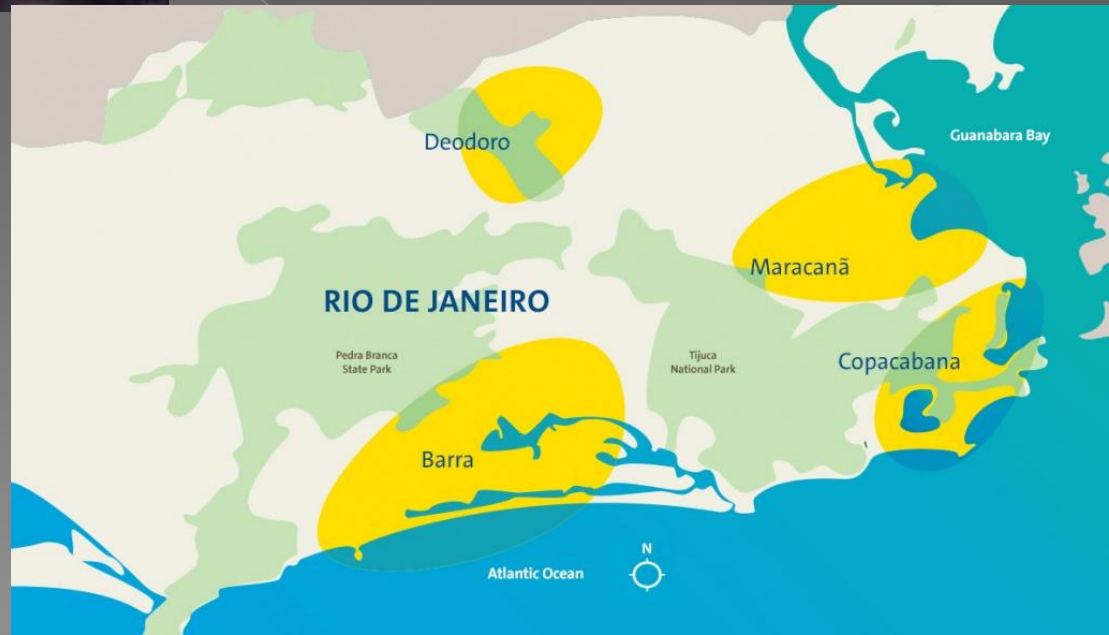 Guanabara Bay
Deodoro
Maracanã
RIO DE JANEIRO
Pedra Branca
State Park
Tijuca
National Park
Copacabana
Barra
N
Atlantic Ocean